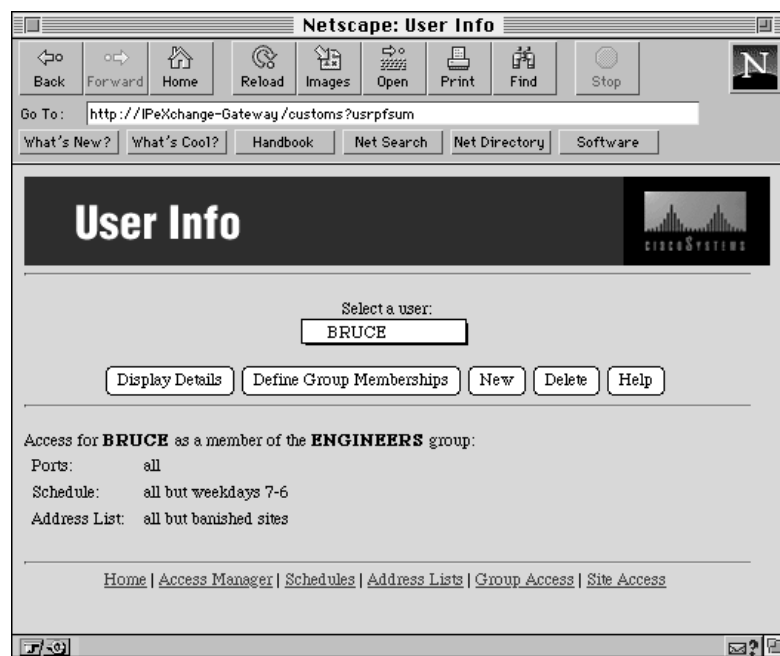 Netscape: User Info
Back Forward Home Reload Images Open Print Find Stop
N
Go To: http://IPeXchange-Gateway/customs?usrpfsum
What's New? What's Cool? Handbook Net Search Net Directory Software
User Info
CISCO SYSTEMS
Select a user:
BRUCE
Display Details Define Group Memberships New Delete Help
Access for BRUCE as a member of the ENGINEERS group:
Ports: all
Schedule: all but weekdays 7-6
Address List: all but banished sites
Home | Access Manager | Schedules | Address Lists | Group Access | Site Access
?